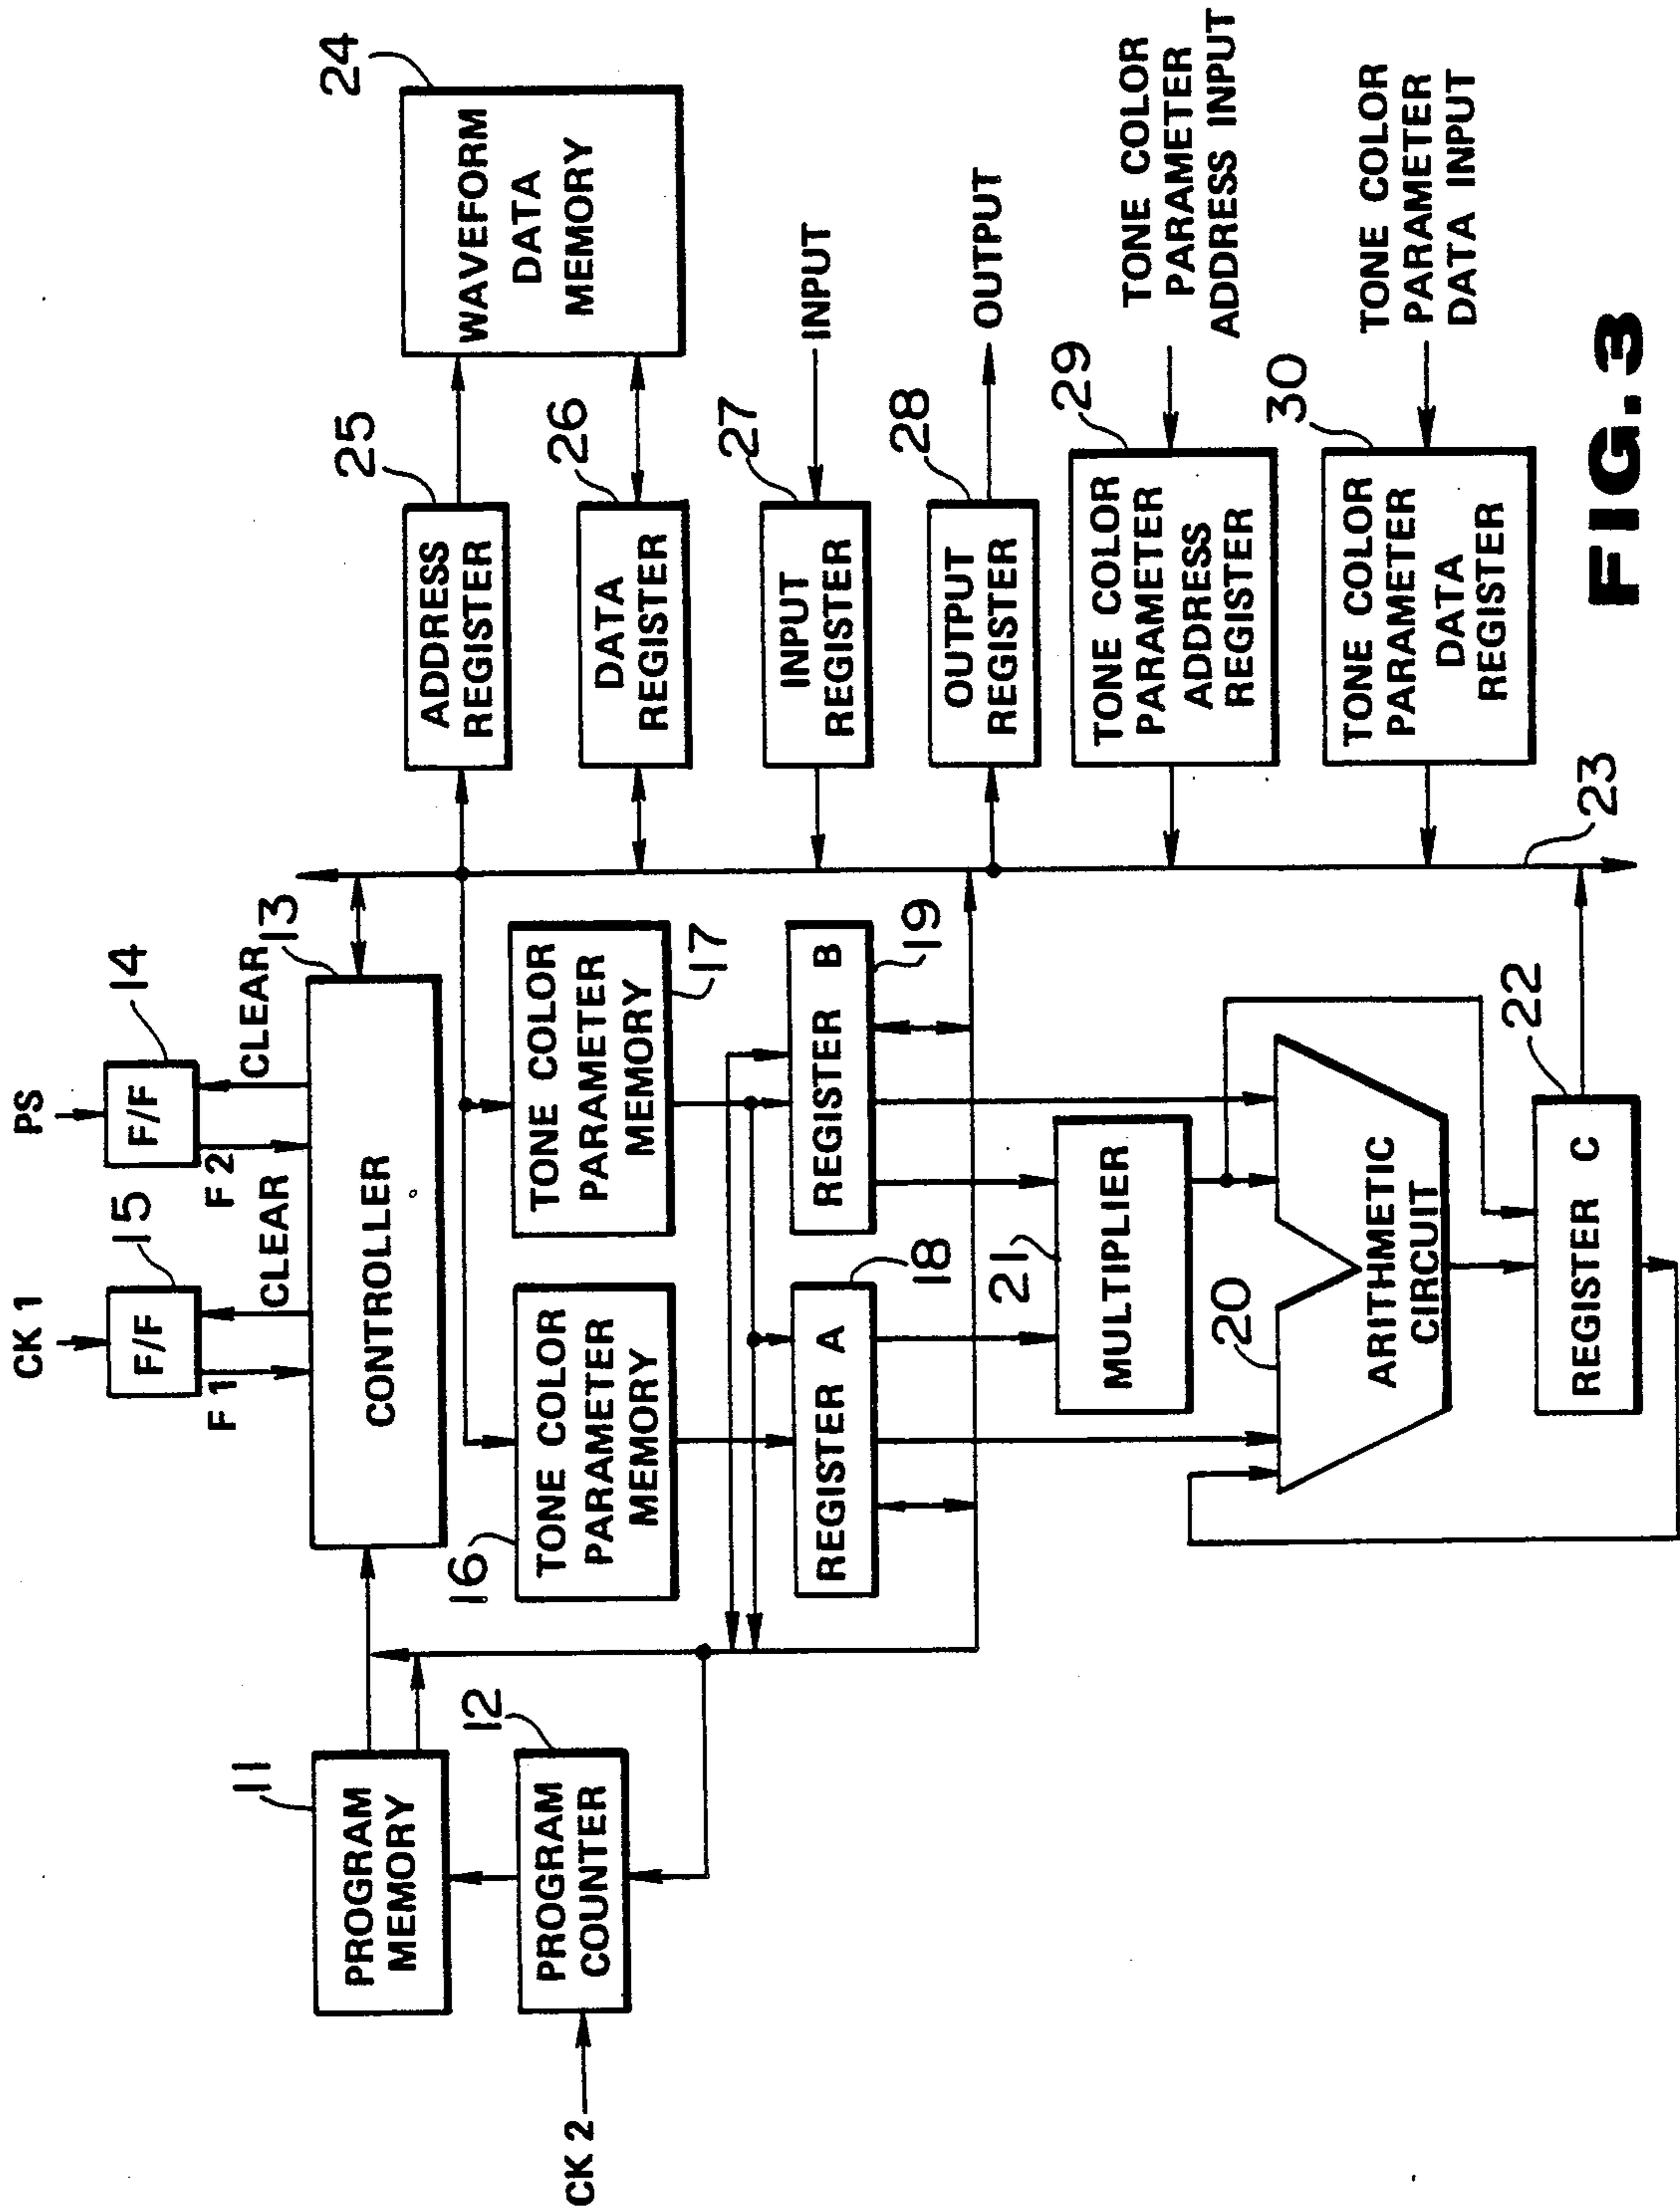 PS
14
CLEAR
F/F
F 2
CK 1
15
CLEAR
F/F
F 1
13
CONTROLLER
11
PROGRAM
MEMORY
12
PROGRAM
COUNTER
CK 2
16
TONE COLOR
PARAMETER
MEMORY
17
TONE COLOR
PARAMETER
MEMORY
18
REGISTER A
19
REGISTER B
21
MULTIPLIER
20
ARITHMETIC
CIRCUIT
22
REGISTER C
23
24
WAVEFORM
DATA
MEMORY
25
ADDRESS
REGISTER
26
DATA
REGISTER
27
INPUT
REGISTER
INPUT
28
OUTPUT
REGISTER
OUTPUT
29
TONE COLOR
PARAMETER
ADDRESS
REGISTER
TONE COLOR
PARAMETER
ADDRESS INPUT
30
TONE COLOR
PARAMETER
DATA
REGISTER
TONE COLOR
PARAMETER
DATA INPUT
FIG. 3